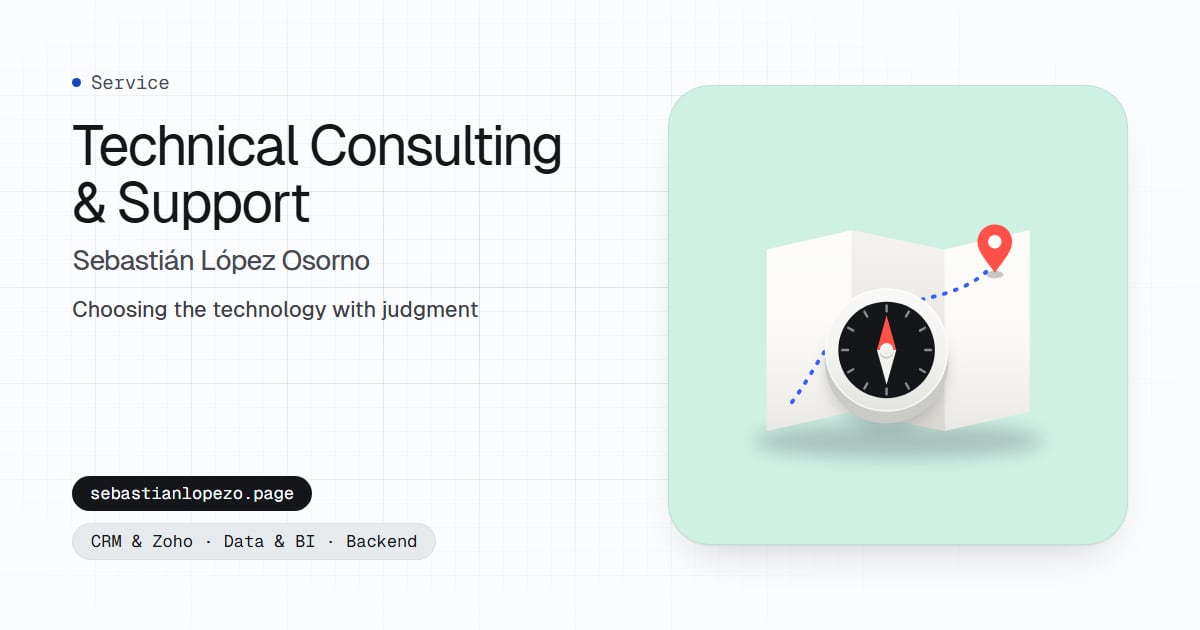 Service
Technical Consulting
& Support
Sebastián López Osorno
Choosing the technology with judgment
sebastianlopezo.page
CRM & Zoho · Data & BI · Backend